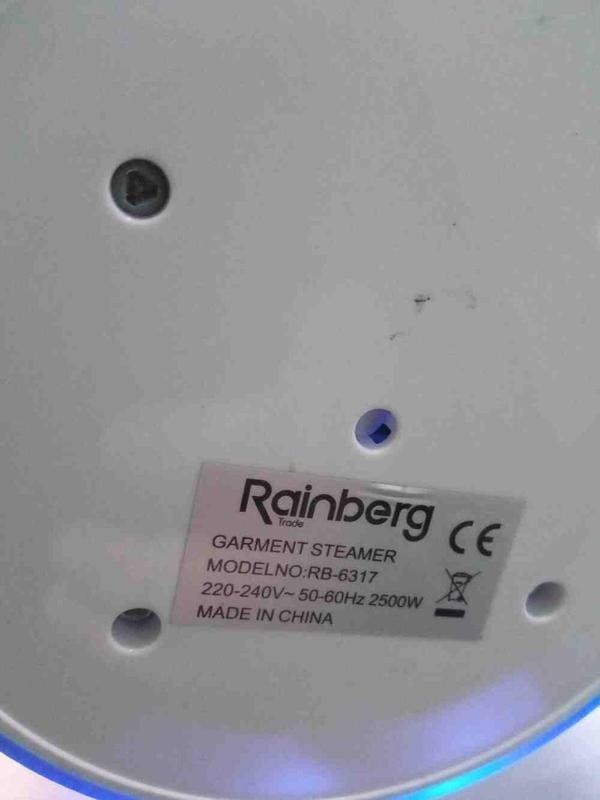 Rainberg
Trade
CE
GARMENT STEAMER
MODELNO:RB-6317
220-240V~ 50-60Hz 2500W
MADE IN CHINA